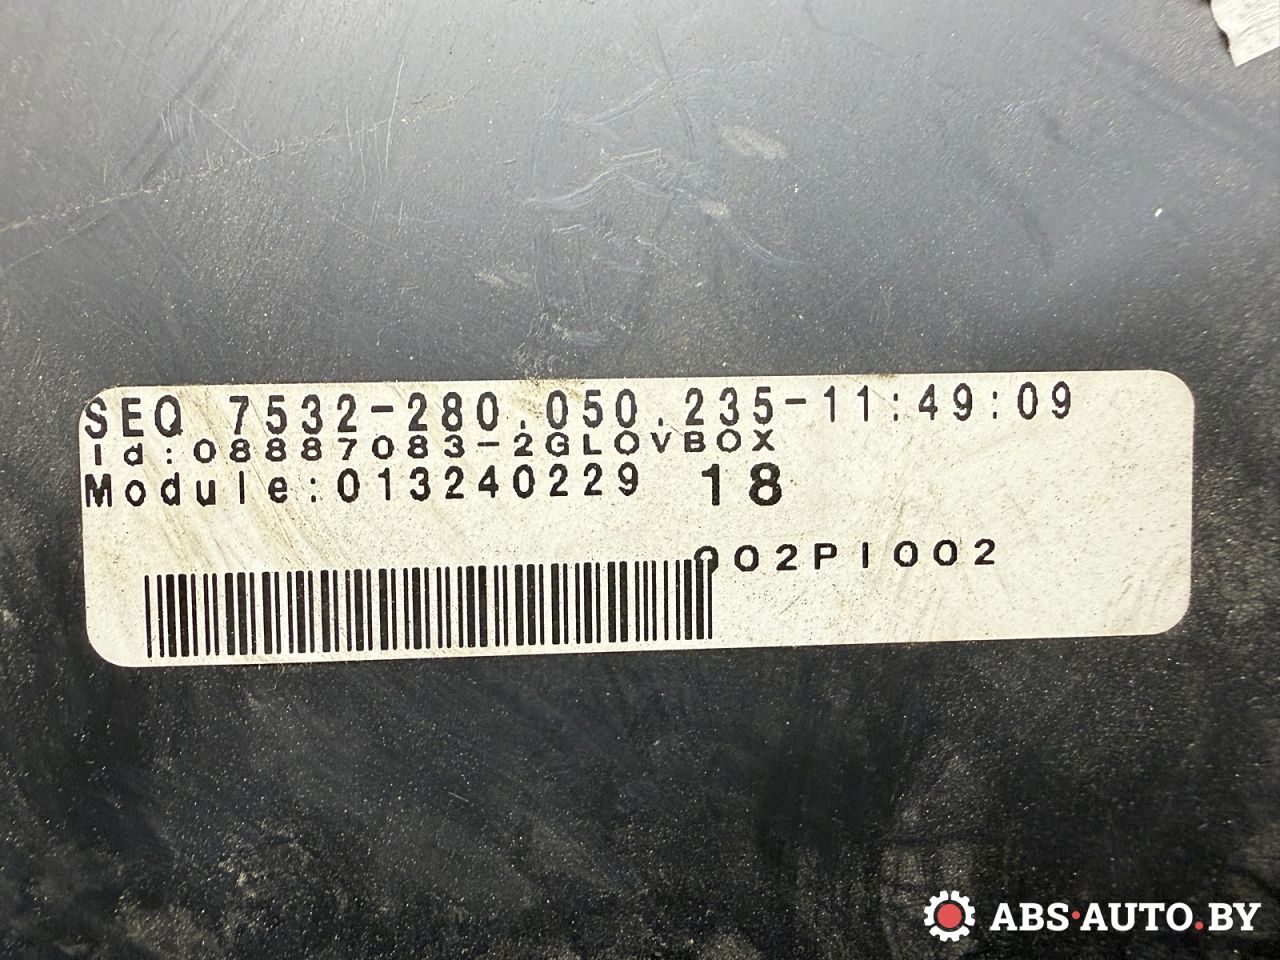 SEQ 7532-280.050.235-11:49:09
Id:08887083-2GLOVBOX
Module:013240229 18
002PI002
ABS·AUTO.BY